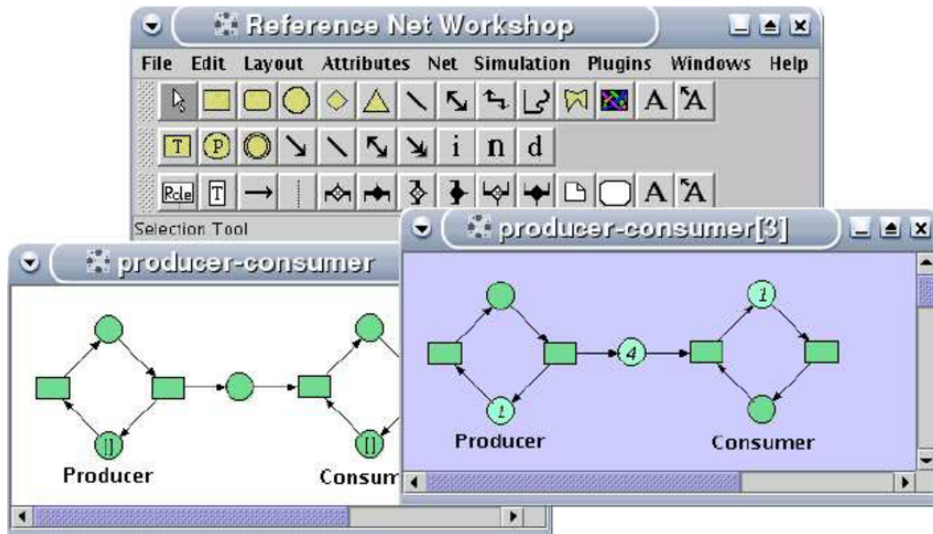 Reference Net Workshop
File Edit Layout Attributes Net Simulation Plugins Windows Help
A A
T P i n d
Role T A A
Selection Tool
producer-consumer[3]
producer-consumer
1
4
1
Producer Consumer
[] []
Producer Consum